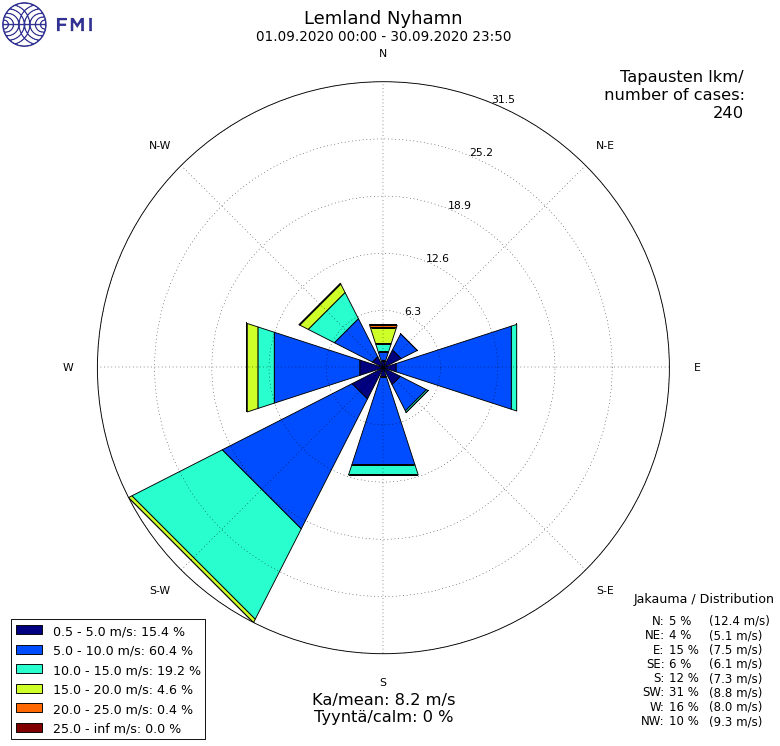 FMI
Lemland Nyhamn
01.09.2020 00:00 - 30.09.2020 23:50
Tapausten lkm/
number of cases:
240
N
N-E
E
S-E
S
S-W
W
N-W
31.5
25.2
18.9
12.6
6.3
0.5 - 5.0 m/s: 15.4 %
5.0 - 10.0 m/s: 60.4 %
10.0 - 15.0 m/s: 19.2 %
15.0 - 20.0 m/s: 4.6 %
20.0 - 25.0 m/s: 0.4 %
25.0 - inf m/s: 0.0 %
Ka/mean: 8.2 m/s
Tyyntä/calm: 0 %
Jakauma / Distribution
N: 5 % (12.4 m/s)
NE: 4 % (5.1 m/s)
E: 15 % (7.5 m/s)
SE: 6 % (6.1 m/s)
S: 12 % (7.3 m/s)
SW: 31 % (8.8 m/s)
W: 16 % (8.0 m/s)
NW: 10 % (9.3 m/s)